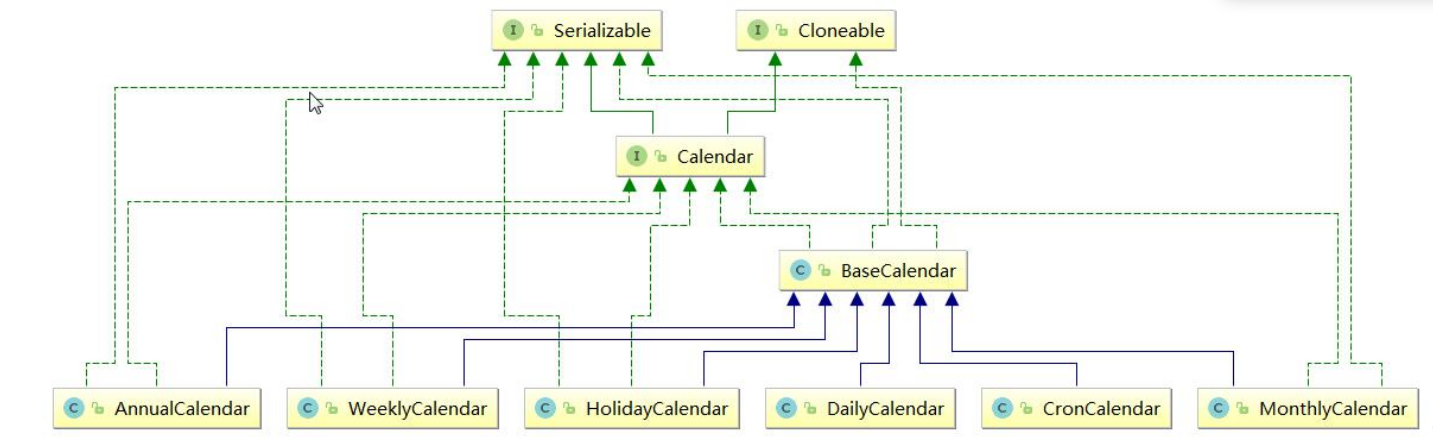 I Serializable
I Cloneable
I Calendar
C BaseCalendar
C AnnualCalendar
C WeeklyCalendar
C HolidayCalendar
C DailyCalendar
C CronCalendar
C MonthlyCalendar